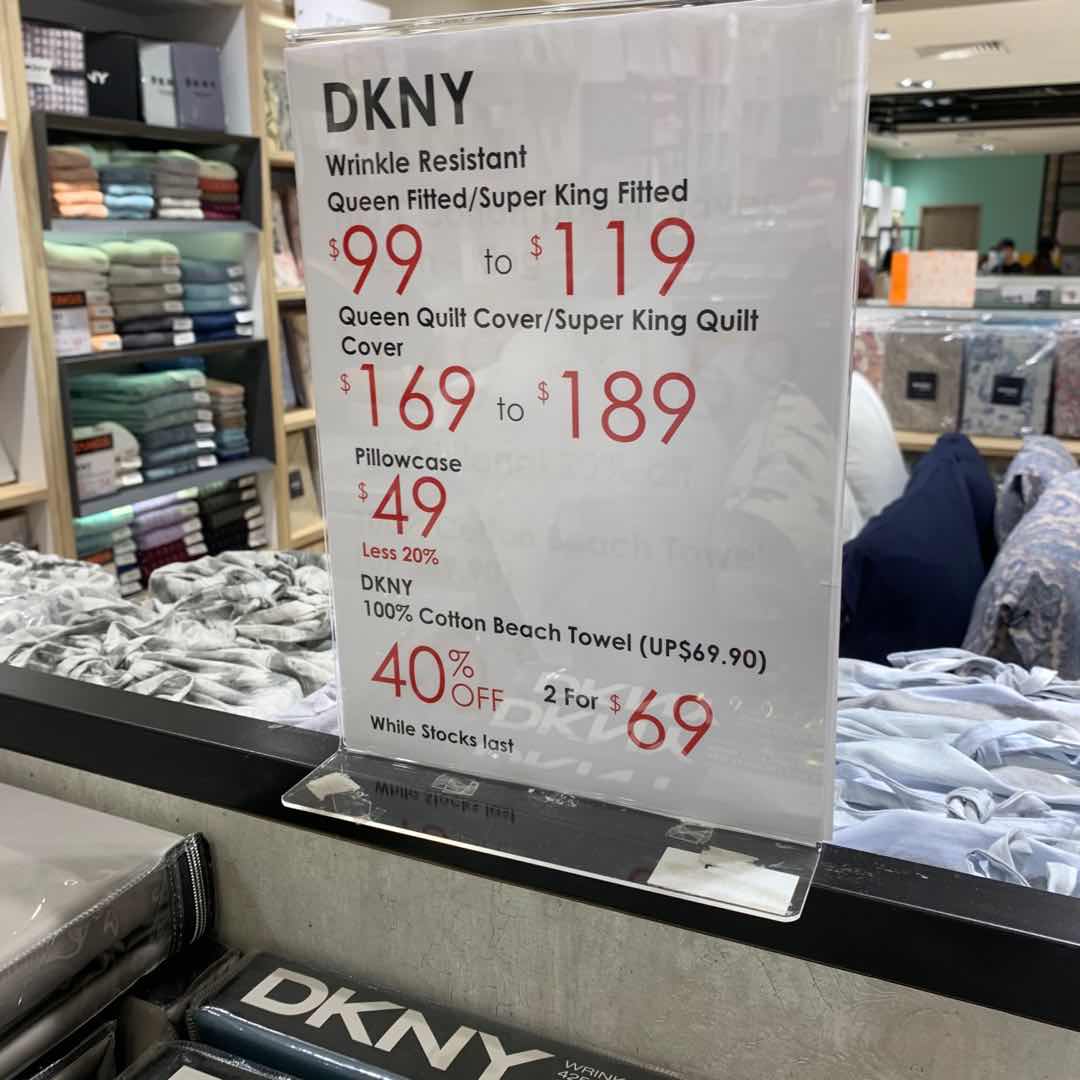 DKNY
Wrinkle Resistant
Queen Fitted/Super King Fitted
$99 to $119
Queen Quilt Cover/Super King Quilt
Cover
$169 to $189
Pillowcase
$49
Less 20%
DKNY
100% Cotton Beach Towel (UP$69.90)
40% OFF 2 For $69
While Stocks last
DKNY